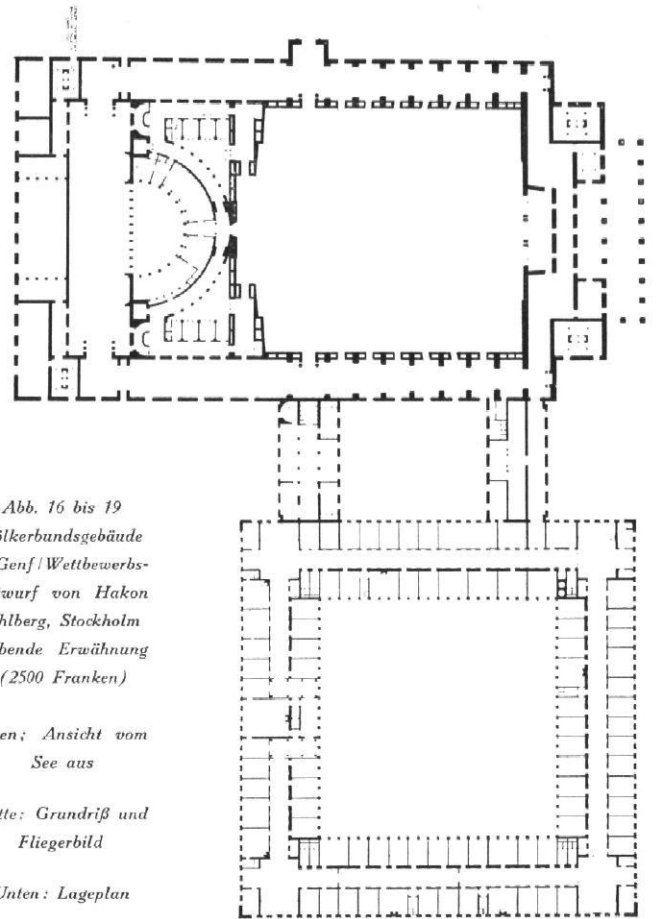 Abb. 16 bis 19
ölkerbundsgebäude
Genf / Wettbewerbs-
wurf von Hakon
hlberg, Stockholm
bende Erwähnung
(2500 Franken)
en; Ansicht vom
See aus
tte: Grundriß und
Fliegerbild
Unten: Lageplan